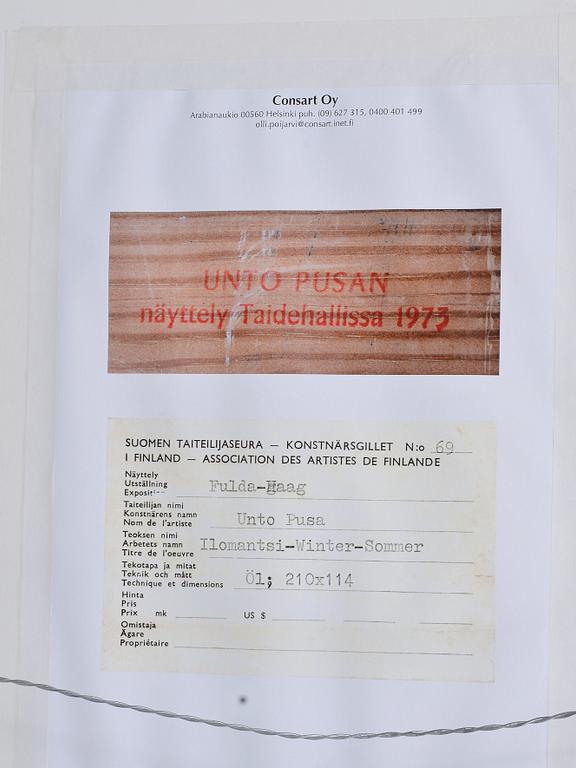 Consart Oy
Arabianaukio 00560 Helsinki puh. (09) 627 315, 0400 401 499
olli.poijarvi@consart.inet.fi
UNTO PUSAN
näyttely Taidehallissa 1973
SUOMEN TAITEILIJASEURA – KONSTNÄRSGILLET N:o 69
I FINLAND – ASSOCIATION DES ARTISTES DE FINLANDE
Näyttely
Utställning
Fulda-Haag
Taiteilijan nimi
Konstnärens namn
Nom de l'artiste
Unto Pusa
Teoksen nimi
Arbetets namn
Titre de l'oeuvre
Ilomantsi-Winter-Sommer
Tekotapa ja mitat
Teknik och mått
Technique et dimensions
Öl; 210x114
Hinta
Pris
Prix mk US $
Omistaja
Ägare
Propriétaire